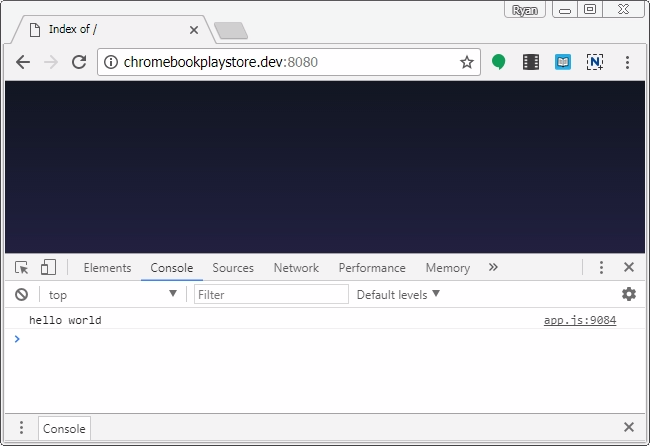 Ryan
Index of /
chromebookplaystore.dev:8080
N
Elements Console Sources Network Performance Memory
top Filter Default levels
hello world app.js:9084
Console